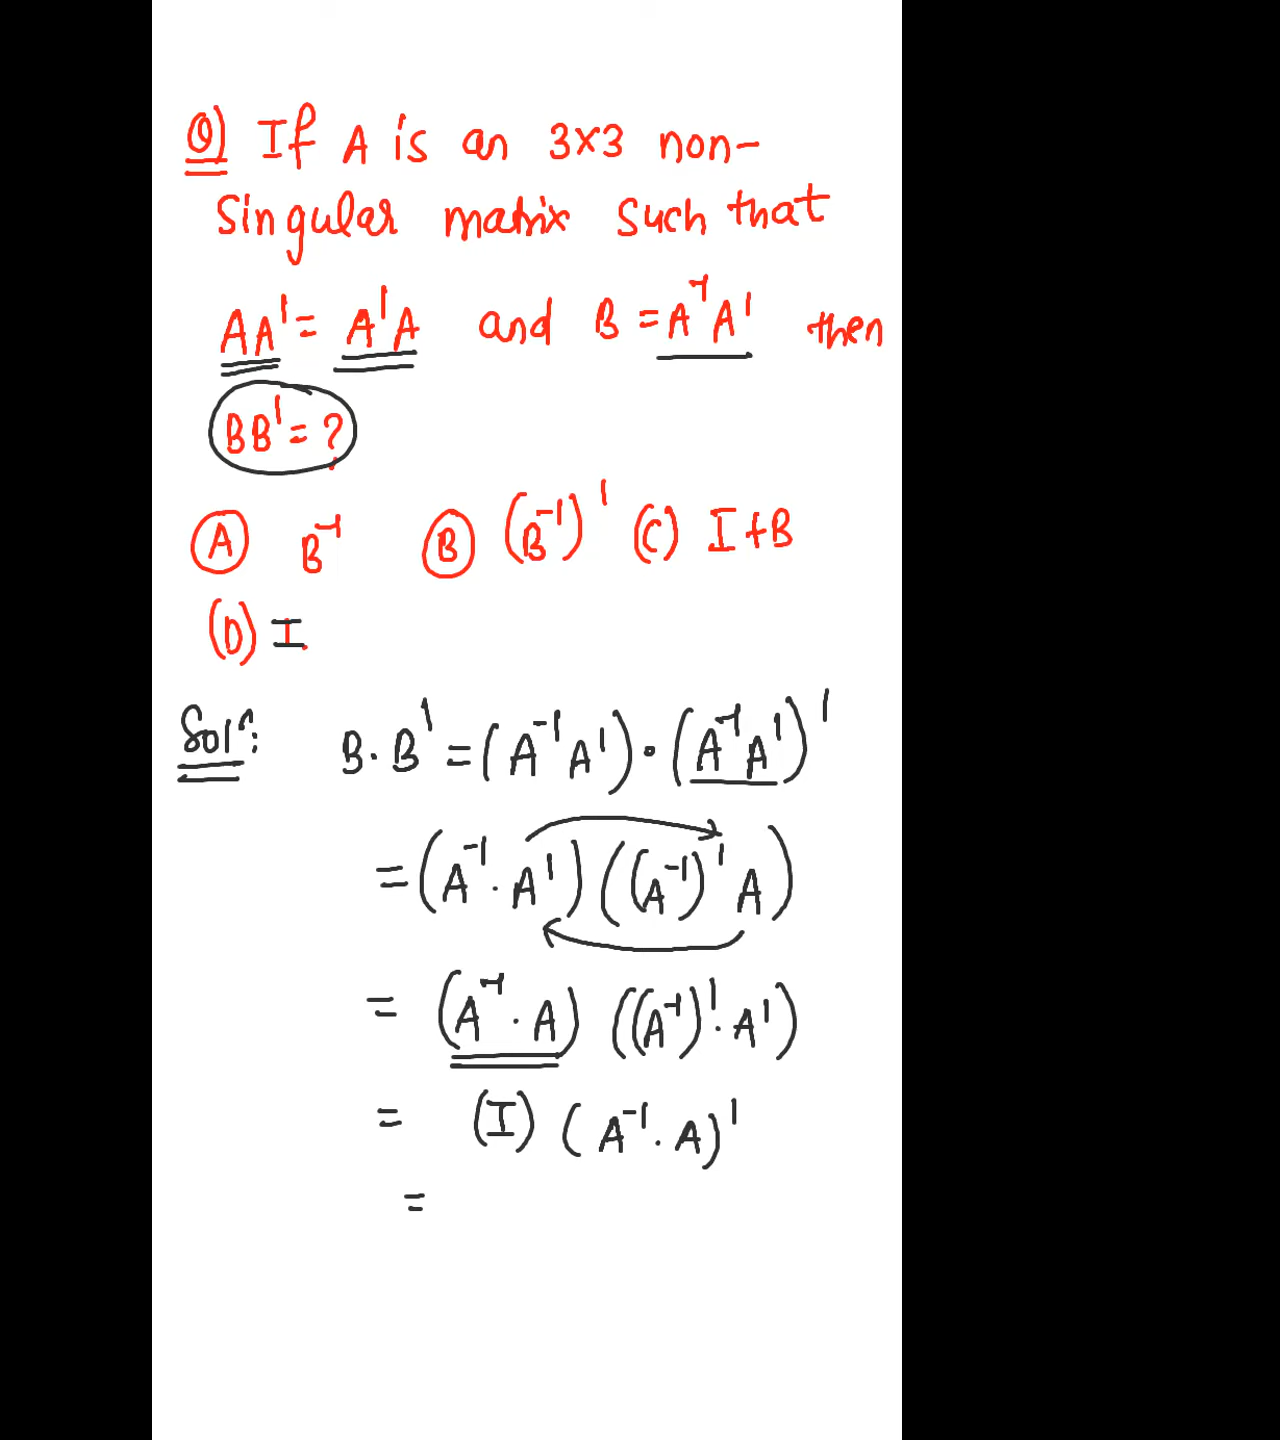 Q) If A is an 3×3 non-
singular matrix such that
AA' = A'A and B = A⁻¹A' then
BB' = ?
(A) B⁻¹ (B) (B⁻¹)' (C) I+B
(D) I
Solⁿ: B·B' = (A⁻¹A')·(A⁻¹A')'
= (A⁻¹·A')((A⁻¹)'A)
= (A⁻¹·A) ((A⁻¹)'·A')
= (I) (A⁻¹·A)'
=